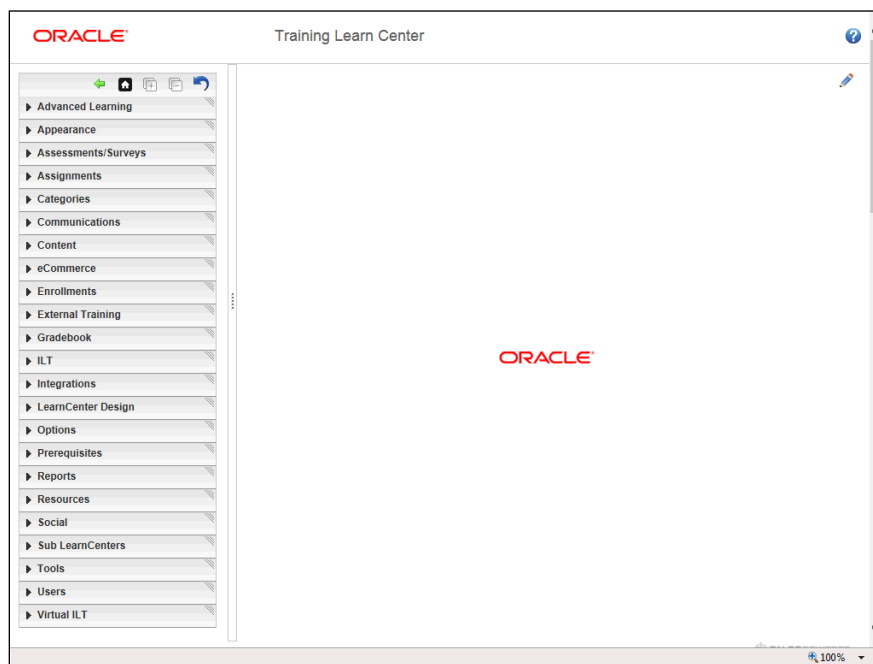 ORACLE
Training Learn Center
Advanced Learning
Appearance
Assessments/Surveys
Assignments
Categories
Communications
Content
eCommerce
Enrollments
External Training
Gradebook
ILT
Integrations
LearnCenter Design
Options
Prerequisites
Reports
Resources
Social
Sub LearnCenters
Tools
Users
Virtual ILT
ORACLE
100%